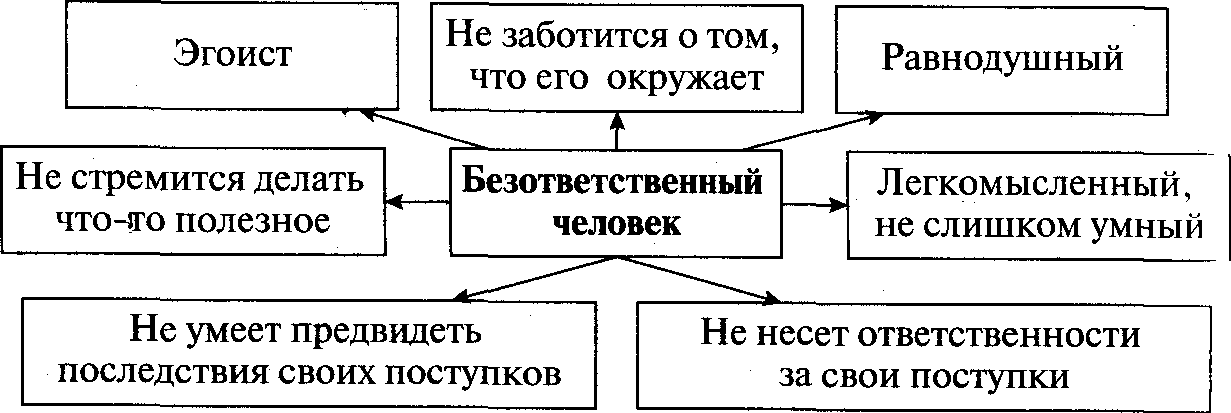 Эгоист
Не заботится о том,
что его окружает
Равнодушный
Не стремится делать
что-то полезное
Безответственный
человек
Легкомысленный,
не слишком умный
Не умеет предвидеть
последствия своих поступков
Не несет ответственности
за свои поступки